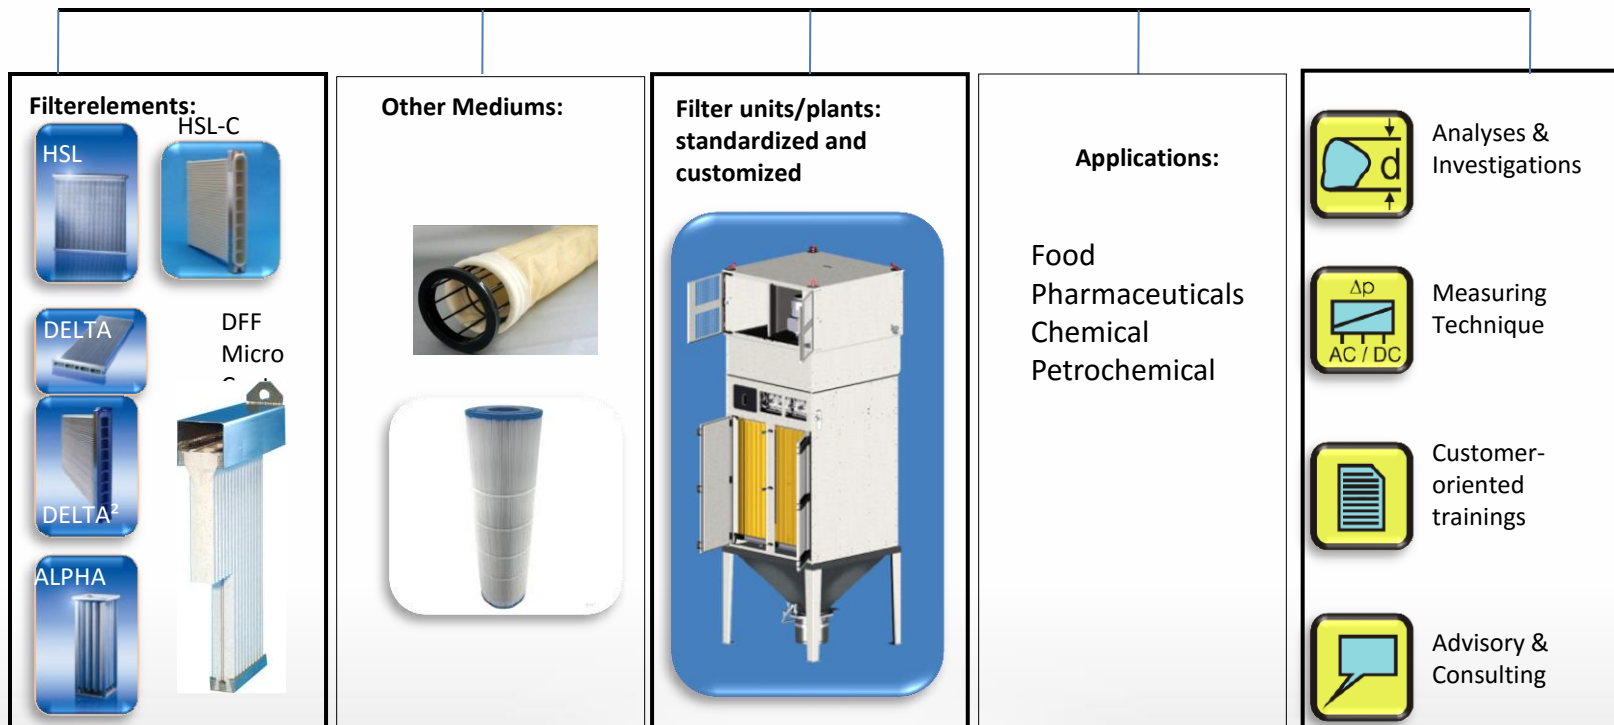 Filterelements:
HSL
HSL-C
DELTA
DFF
Micro
DELTA²
ALPHA
Other Mediums:
Filter units/plants:
standardized and
customized
Applications:
Food
Pharmaceuticals
Chemical
Petrochemical
d
Analyses &
Investigations
Δp
AC / DC
Measuring
Technique
Customer-
oriented
trainings
Advisory &
Consulting